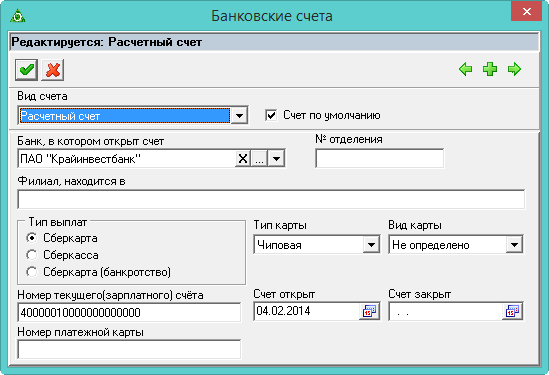 Банковские счета
Редактируется: Расчетный счет
Вид счета
Расчетный счет
Счет по умолчанию
Банк, в котором открыт счет
№ отделения
ПАО "Крайинвестбанк"
X ...
Филиал, находится в
Тип выплат
Сберкарта
Сберкасса
Сберкарта (банкротство)
Тип карты
Вид карты
Чиповая
Не определено
Номер текущего(зарплатного) счёта
Счет открыт
Счет закрыт
40000010000000000000
04.02.2014
. .
Номер платежной карты